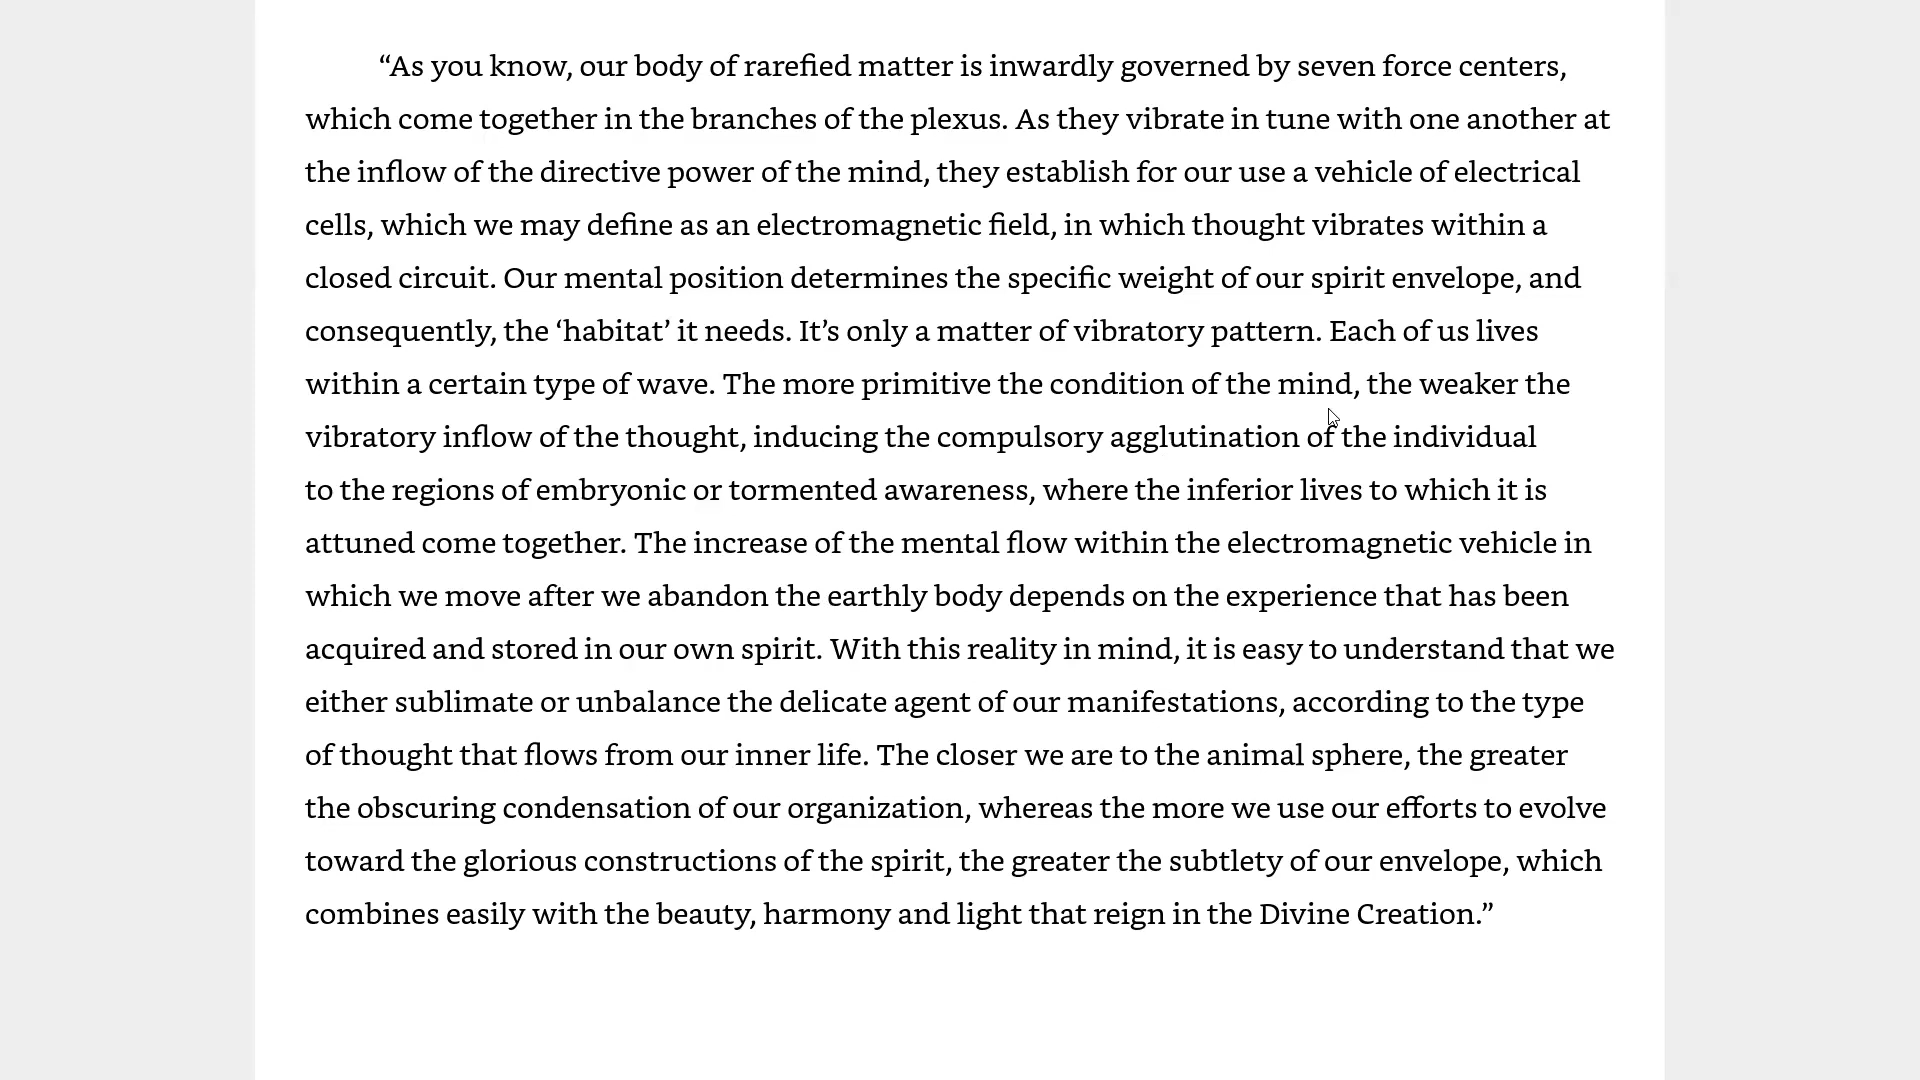 “As you know, our body of rarefied matter is inwardly governed by seven force centers,
which come together in the branches of the plexus. As they vibrate in tune with one another at
the inflow of the directive power of the mind, they establish for our use a vehicle of electrical
cells, which we may define as an electromagnetic field, in which thought vibrates within a
closed circuit. Our mental position determines the specific weight of our spirit envelope, and
consequently, the ‘habitat’ it needs. It’s only a matter of vibratory pattern. Each of us lives
within a certain type of wave. The more primitive the condition of the mind, the weaker the
vibratory inflow of the thought, inducing the compulsory agglutination of the individual
to the regions of embryonic or tormented awareness, where the inferior lives to which it is
attuned come together. The increase of the mental flow within the electromagnetic vehicle in
which we move after we abandon the earthly body depends on the experience that has been
acquired and stored in our own spirit. With this reality in mind, it is easy to understand that we
either sublimate or unbalance the delicate agent of our manifestations, according to the type
of thought that flows from our inner life. The closer we are to the animal sphere, the greater
the obscuring condensation of our organization, whereas the more we use our efforts to evolve
toward the glorious constructions of the spirit, the greater the subtlety of our envelope, which
combines easily with the beauty, harmony and light that reign in the Divine Creation.”